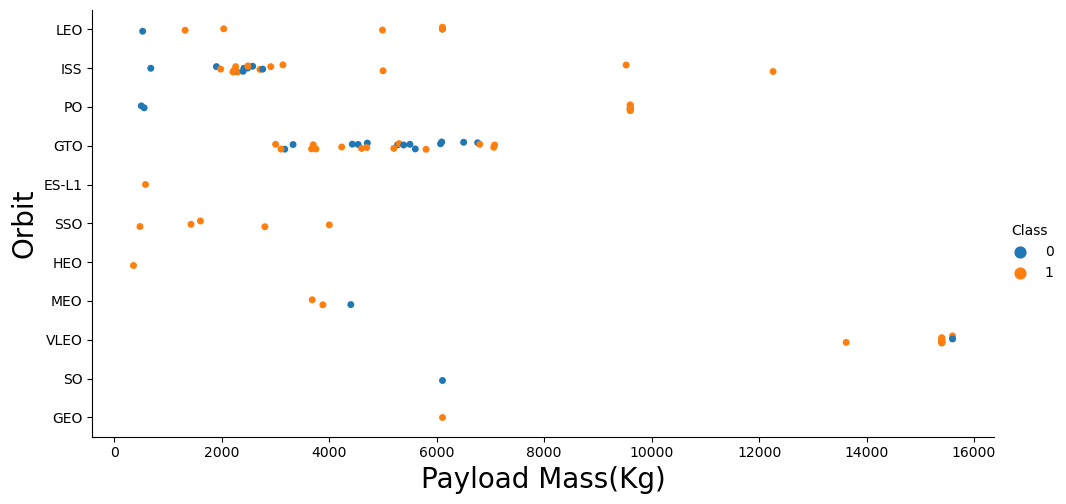 LEO
ISS
PO
GTO
ES-L1
SSO
HEO
MEO
VLEO
SO
GEO
Orbit
0 2000 4000 6000 8000 10000 12000 14000 16000
Payload Mass(Kg)
Class
0
1